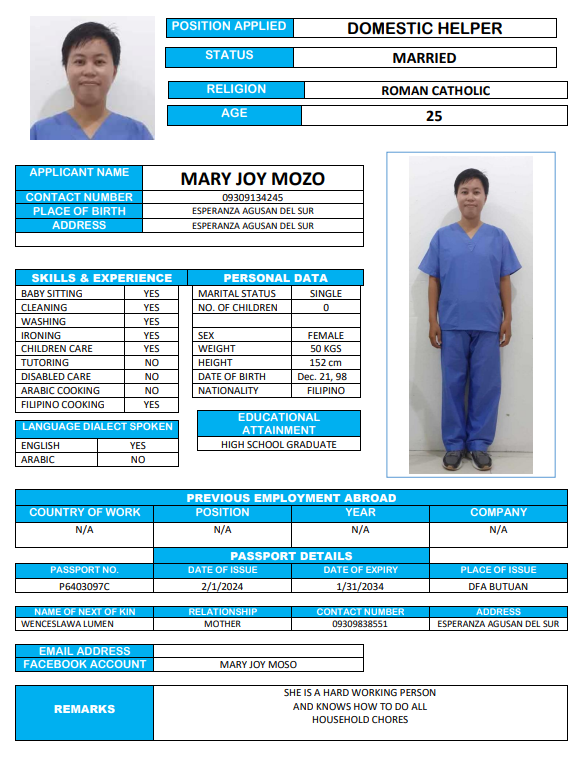 POSITION APPLIED DOMESTIC HELPER
STATUS MARRIED
RELIGION ROMAN CATHOLIC
AGE 25
APPLICANT NAME MARY JOY MOZO
CONTACT NUMBER 09309134245
PLACE OF BIRTH ESPERANZA AGUSAN DEL SUR
ADDRESS ESPERANZA AGUSAN DEL SUR
SKILLS & EXPERIENCE PERSONAL DATA
BABY SITTING YES MARITAL STATUS SINGLE
CLEANING YES NO. OF CHILDREN 0
WASHING YES
IRONING YES SEX FEMALE
CHILDREN CARE YES WEIGHT 50 KGS
TUTORING NO HEIGHT 152 cm
DISABLED CARE NO DATE OF BIRTH Dec. 21, 98
ARABIC COOKING NO NATIONALITY FILIPINO
FILIPINO COOKING YES
EDUCATIONAL
ATTAINMENT
HIGH SCHOOL GRADUATE
LANGUAGE DIALECT SPOKEN
ENGLISH YES
ARABIC NO
PREVIOUS EMPLOYMENT ABROAD
COUNTRY OF WORK POSITION YEAR COMPANY
N/A N/A N/A N/A
PASSPORT DETAILS
PASSPORT NO. DATE OF ISSUE DATE OF EXPIRY PLACE OF ISSUE
P6403097C 2/1/2024 1/31/2034 DFA BUTUAN
NAME OF NEXT OF KIN RELATIONSHIP CONTACT NUMBER ADDRESS
WENCESLAWA LUMEN MOTHER 09309838551 ESPERANZA AGUSAN DEL SUR
EMAIL ADDRESS
FACEBOOK ACCOUNT MARY JOY MOSO
REMARKS
SHE IS A HARD WORKING PERSON
AND KNOWS HOW TO DO ALL
HOUSEHOLD CHORES